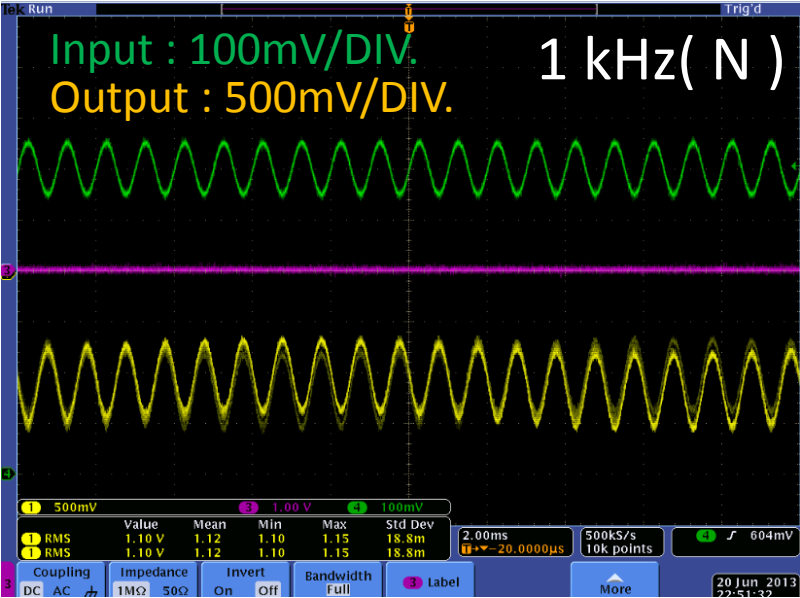 Tek Run Trig'd
T
T
Input : 100mV/DIV.
1 kHz( N )
Output : 500mV/DIV.
3
4
1 500mV 3 1.00 V 4 100mV
Value Mean Min Max Std Dev
1 RMS 1.10 V 1.12 1.10 1.15 18.8m
1 RMS 1.10 V 1.12 1.10 1.15 18.8m
2.00ms
T→▼-20.0000µs
500kS/s
10k points
4 604mV
3
Coupling
DC AC
Impedance
1MΩ 50Ω
Invert
On Off
Bandwidth
Full
3 Label
More
20 Jun 2013
22:51:32